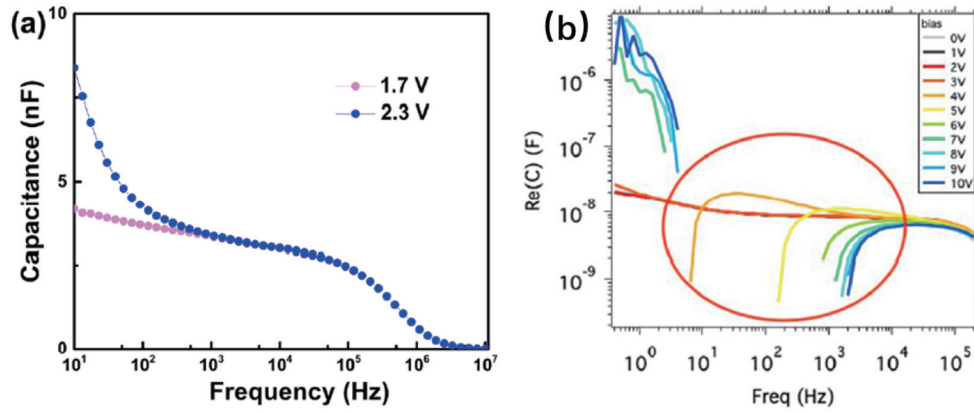 (a)
10
5
0
Capacitance (nF)
1.7 V
2.3 V
10¹ 10² 10³ 10⁴ 10⁵ 10⁶ 10⁷
Frequency (Hz)
(b)
10⁻⁶
10⁻⁷
10⁻⁸
10⁻⁹
Re(C) (F)
bias
0V
1V
2V
3V
4V
5V
6V
7V
8V
9V
10V
10⁰ 10¹ 10² 10³ 10⁴ 10⁵
Freq (Hz)